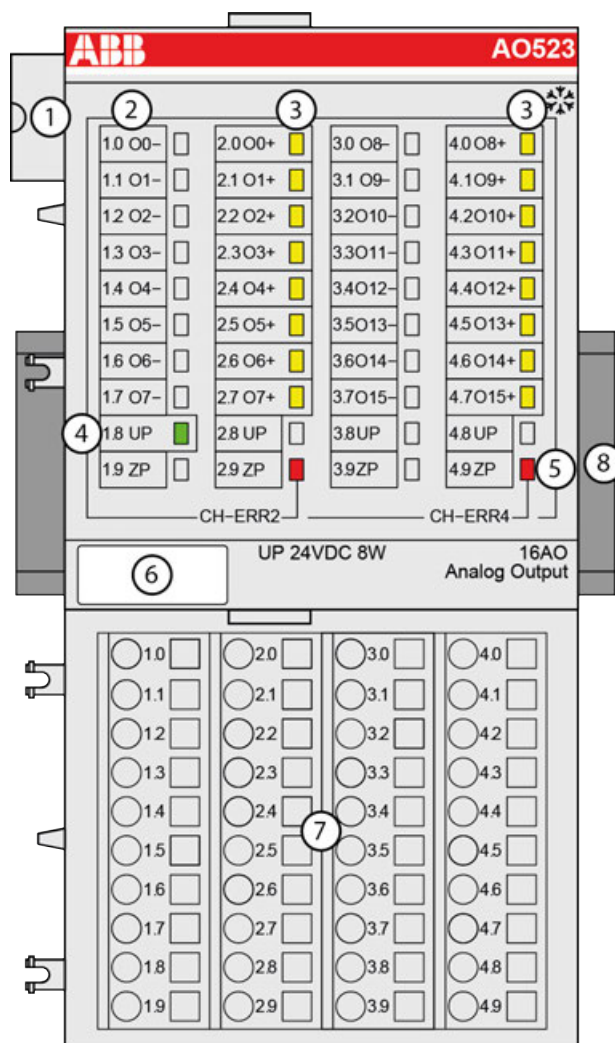 ABB AO523
1 2 3 3
1.0 O0- 2.0 O0+ 3.0 O8- 4.0 O8+
1.1 O1- 2.1 O1+ 3.1 O9- 4.1 O9+
1.2 O2- 2.2 O2+ 3.2 O10- 4.2 O10+
1.3 O3- 2.3 O3+ 3.3 O11- 4.3 O11+
1.4 O4- 2.4 O4+ 3.4 O12- 4.4 O12+
1.5 O5- 2.5 O5+ 3.5 O13- 4.5 O13+
1.6 O6- 2.6 O6+ 3.6 O14- 4.6 O14+
1.7 O7- 2.7 O7+ 3.7 O15- 4.7 O15+
4 1.8 UP 2.8 UP 3.8 UP 4.8 UP
1.9 ZP 2.9 ZP 3.9 ZP 4.9 ZP 5 8
CH-ERR2 CH-ERR4
6 UP 24VDC 8W 16AO
Analog Output
1.0 2.0 3.0 4.0
1.1 2.1 3.1 4.1
1.2 2.2 3.2 4.2
1.3 2.3 3.3 4.3
1.4 2.4 3.4 4.4
7
1.5 2.5 3.5 4.5
1.6 2.6 3.6 4.6
1.7 2.7 3.7 4.7
1.8 2.8 3.8 4.8
1.9 2.9 3.9 4.9